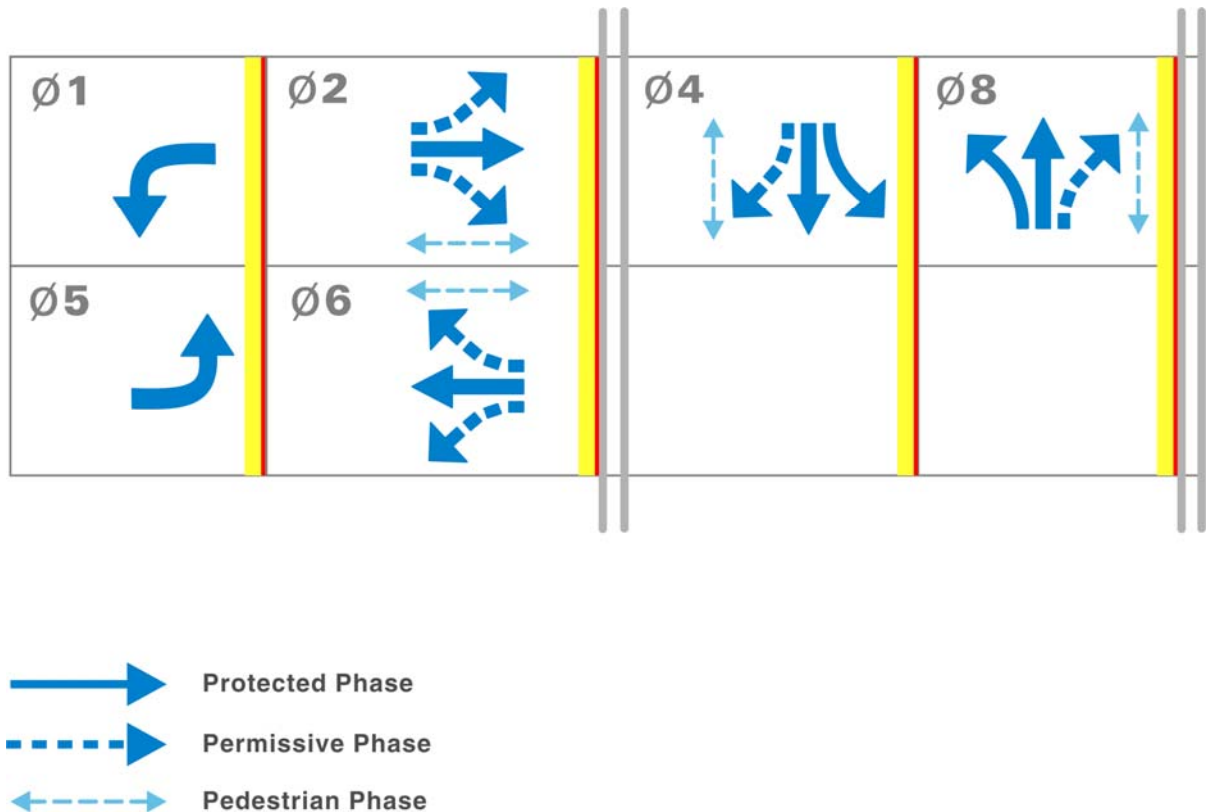 Ø1
Ø2
Ø4
Ø8
Ø5
Ø6
Protected Phase
Permissive Phase
Pedestrian Phase